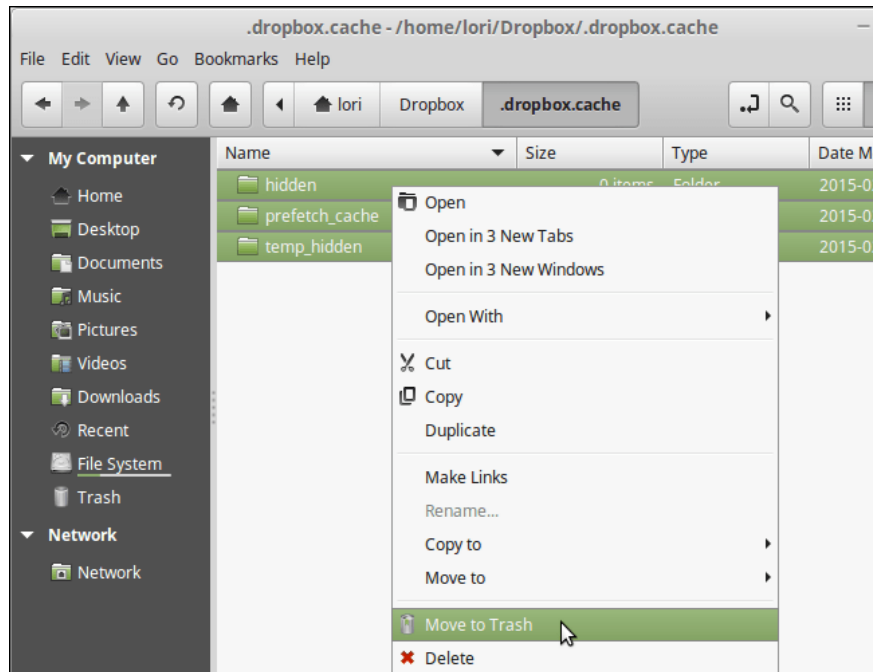 .dropbox.cache - /home/lori/Dropbox/.dropbox.cache
File Edit View Go Bookmarks Help
lori Dropbox .dropbox.cache
My Computer
Home
Desktop
Documents
Music
Pictures
Videos
Downloads
Recent
File System
Trash
Network
Network
Name Size Type Date M
hidden 0 items Folder 2015-0
prefetch_cache 2015-0
temp_hidden 2015-0
Open
Open in 3 New Tabs
Open in 3 New Windows
Open With
Cut
Copy
Duplicate
Make Links
Rename...
Copy to
Move to
Move to Trash
Delete